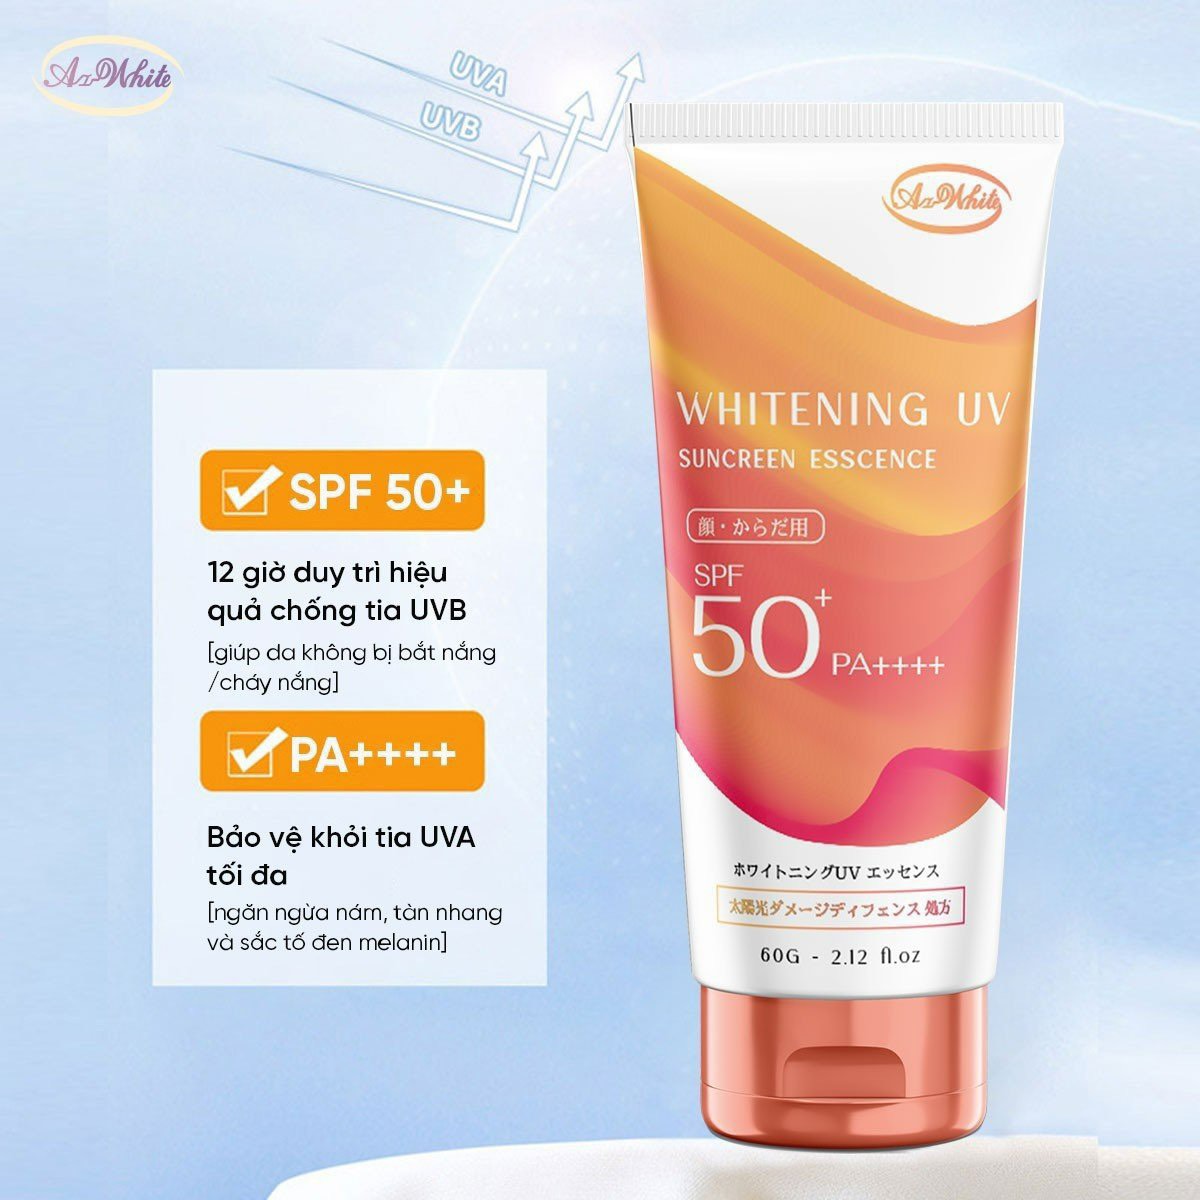 AzWhite
UVA
UVB
AzWhite
WHITENING UV
SUNCREEN ESSCENCE
顔・からだ用
SPF
50+
PA++++
ホワイトニングUV エッセンス
太陽光ダメージディフェンス 処方
60G - 2.12 fl.oz
SPF 50+
12 giờ duy trì hiệu
quả chống tia UVB
[giúp da không bị bắt nắng
/cháy nắng]
PA++++
Bảo vệ khỏi tia UVA
tối đa
[ngăn ngừa nám, tàn nhang
và sắc tố đen melanin]